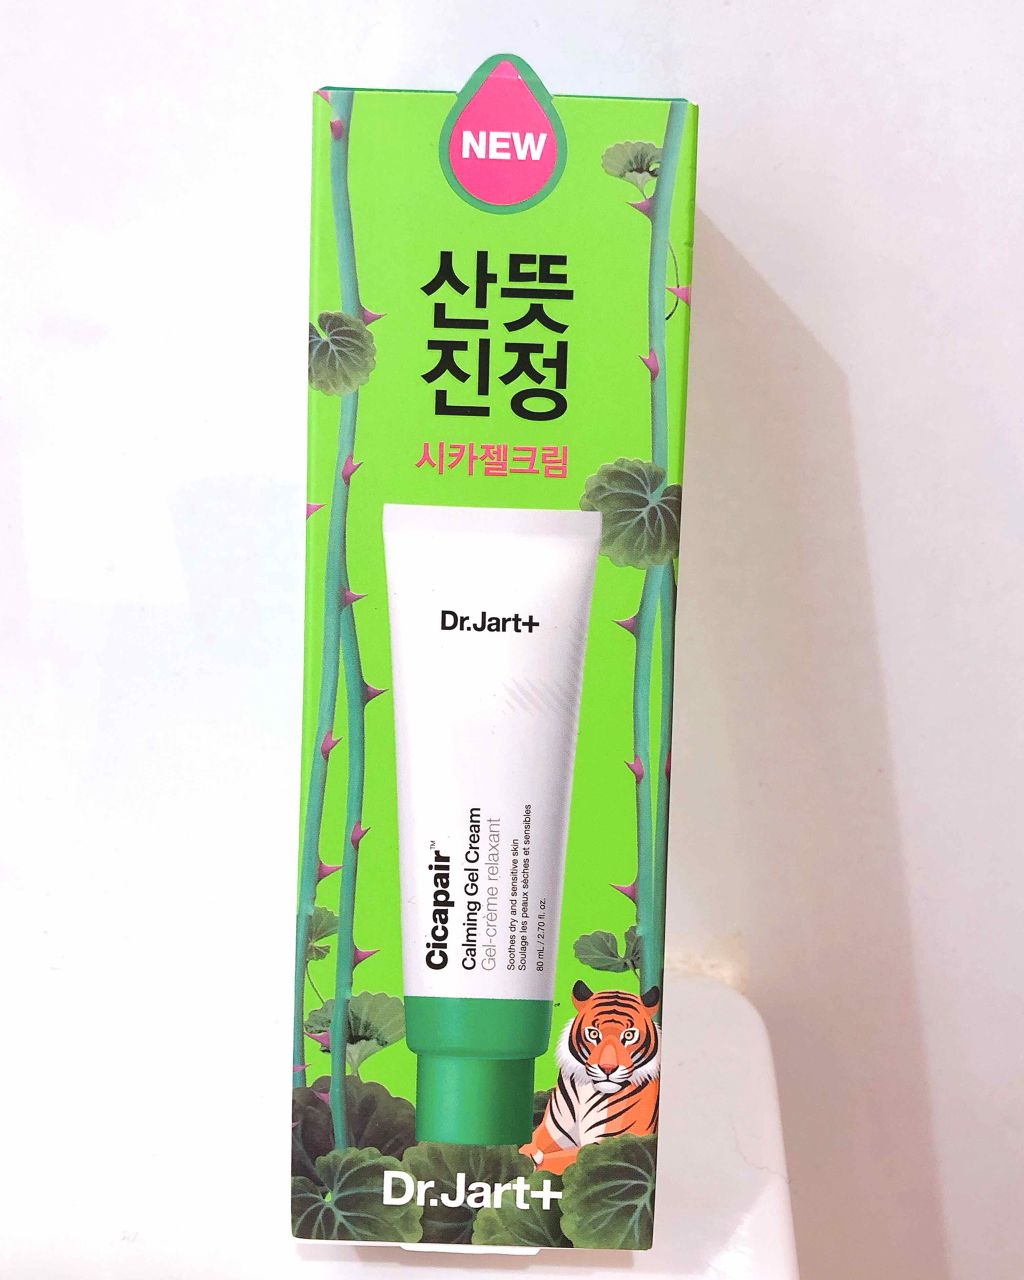 NEW
산뜻
진정
시카젤크림
Dr.Jart+
Cicapair™
Calming Gel Cream
Gel-crème relaxant
Soothes dry and sensitive skin
Soulage les peaux sèches et sensibles
80 mL / 2.70 fl. oz.
Dr.Jart+